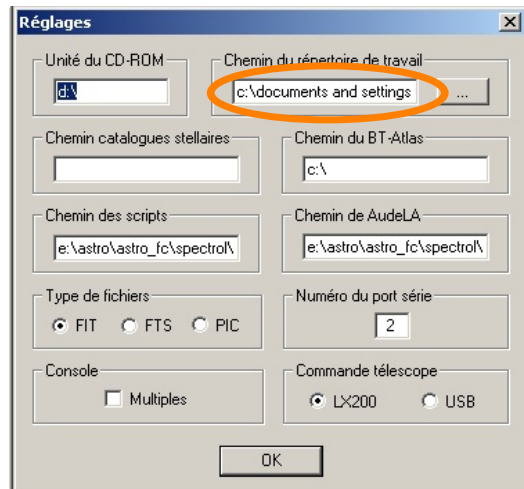 Réglages
Unité du CD-ROM
Chemin du répertoire de travail
d:\
c:\documents and settings
...
Chemin catalogues stellaires
Chemin du BT-Atlas
c:\
Chemin des scripts
Chemin de AudeLA
e:\astro\astro_fc\spectrol\
e:\astro\astro_fc\spectrol\
Type de fichiers
Numéro du port série
FIT FTS PIC
2
Console
Commande télescope
Multiples
LX200 USB
OK